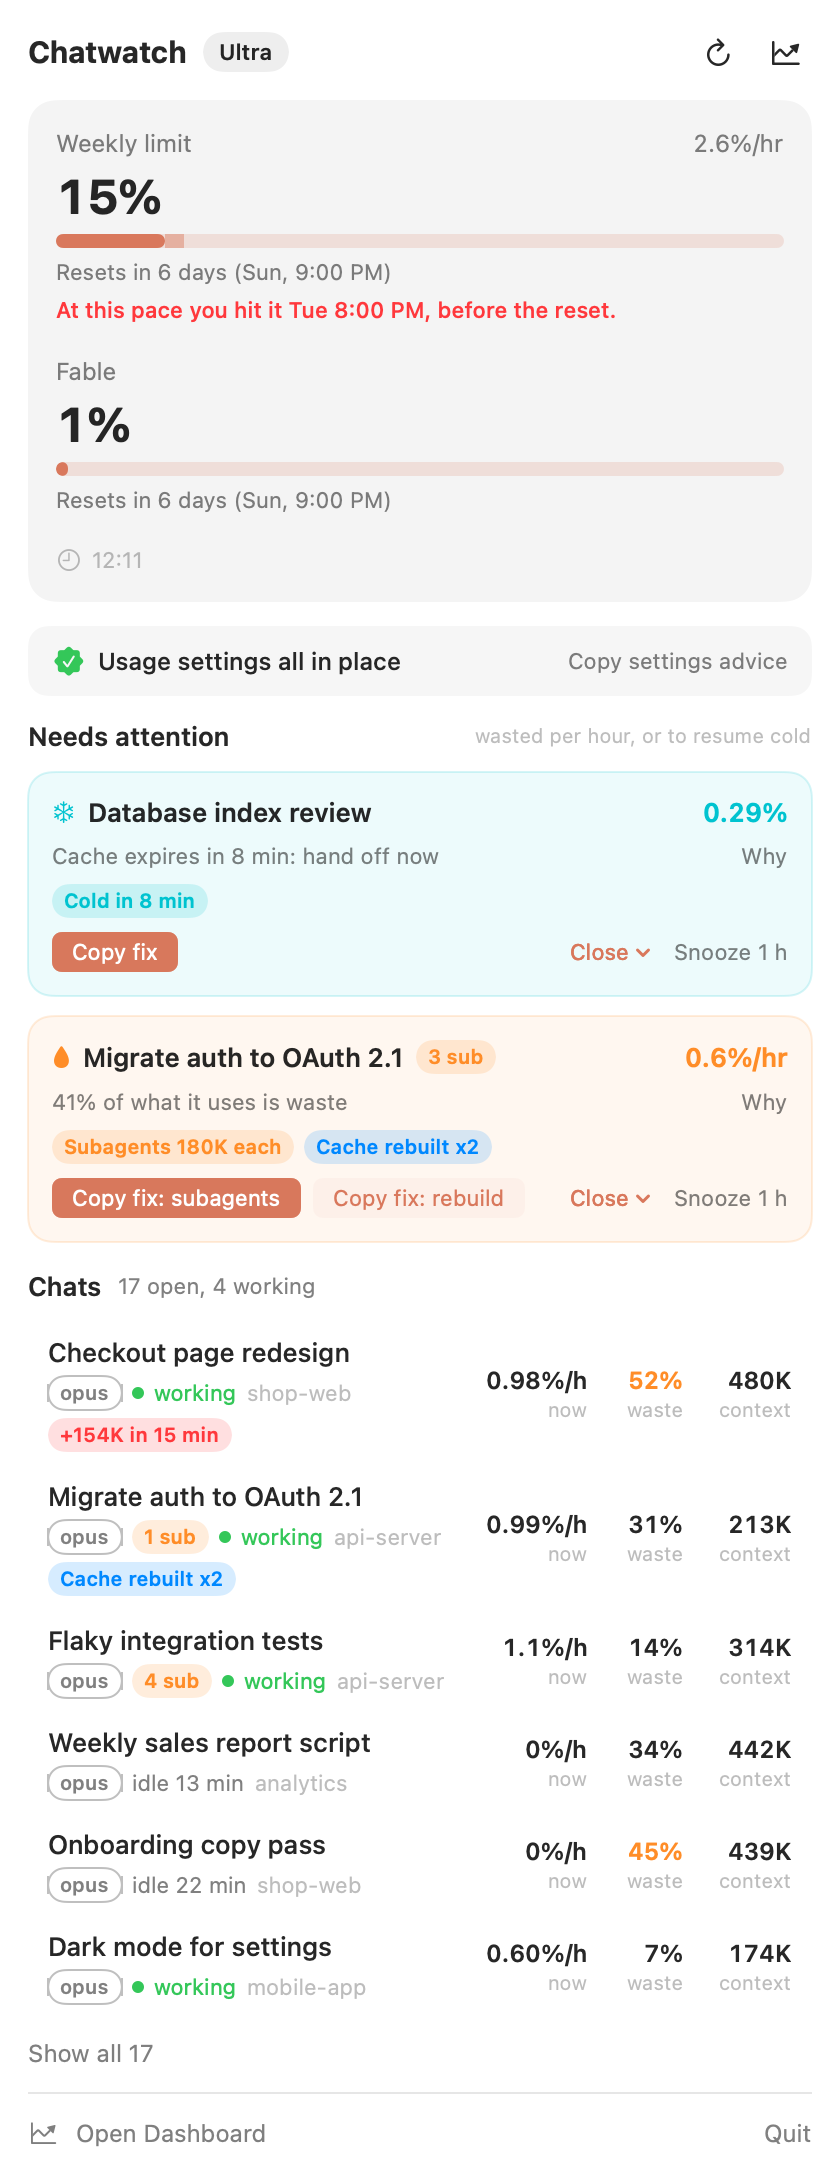 Chatwatch Ultra
Weekly limit 2.6%/hr
15%
Resets in 6 days (Sun, 9:00 PM)
At this pace you hit it Tue 8:00 PM, before the reset.
Fable
1%
Resets in 6 days (Sun, 9:00 PM)
12:11
Usage settings all in place Copy settings advice
Needs attention wasted per hour, or to resume cold
Database index review 0.29%
Cache expires in 8 min: hand off now Why
Cold in 8 min
Copy fix Close Snooze 1 h
Migrate auth to OAuth 2.1 3 sub 0.6%/hr
41% of what it uses is waste Why
Subagents 180K each Cache rebuilt x2
Copy fix: subagents Copy fix: rebuild Close Snooze 1 h
Chats 17 open, 4 working
Checkout page redesign 0.98%/h 52% 480K
opus working shop-web now waste context
+154K in 15 min
Migrate auth to OAuth 2.1 0.99%/h 31% 213K
opus 1 sub working api-server now waste context
Cache rebuilt x2
Flaky integration tests 1.1%/h 14% 314K
opus 4 sub working api-server now waste context
Weekly sales report script 0%/h 34% 442K
opus idle 13 min analytics now waste context
Onboarding copy pass 0%/h 45% 439K
opus idle 22 min shop-web now waste context
Dark mode for settings 0.60%/h 7% 174K
opus working mobile-app now waste context
Show all 17
Open Dashboard Quit